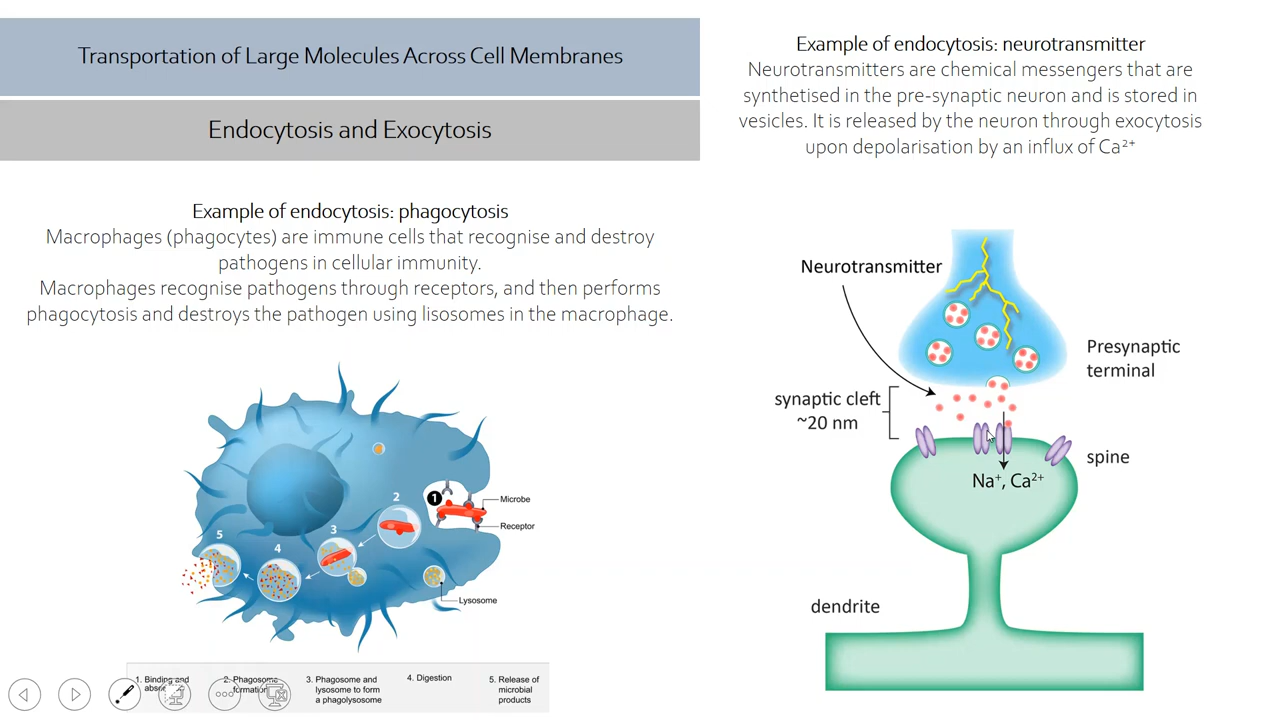 Transportation of Large Molecules Across Cell Membranes
Endocytosis and Exocytosis
Example of endocytosis: phagocytosis
Macrophages (phagocytes) are immune cells that recognise and destroy
pathogens in cellular immunity.
Macrophages recognise pathogens through receptors, and then performs
phagocytosis and destroys the pathogen using lisosomes in the macrophage.
1
2
3
4
5
Microbe
Receptor
Lysosome
1. Binding and
2. Phagosome
formation
3. Phagosome and
lysosome to form
a phagolysosome
4. Digestion
5. Release of
microbial
products
Example of endocytosis: neurotransmitter
Neurotransmitters are chemical messengers that are
synthetised in the pre-synaptic neuron and is stored in
vesicles. It is released by the neuron through exocytosis
upon depolarisation by an influx of Ca²⁺
Neurotransmitter
Presynaptic
terminal
synaptic cleft
~20 nm
spine
Na⁺, Ca²⁺
dendrite